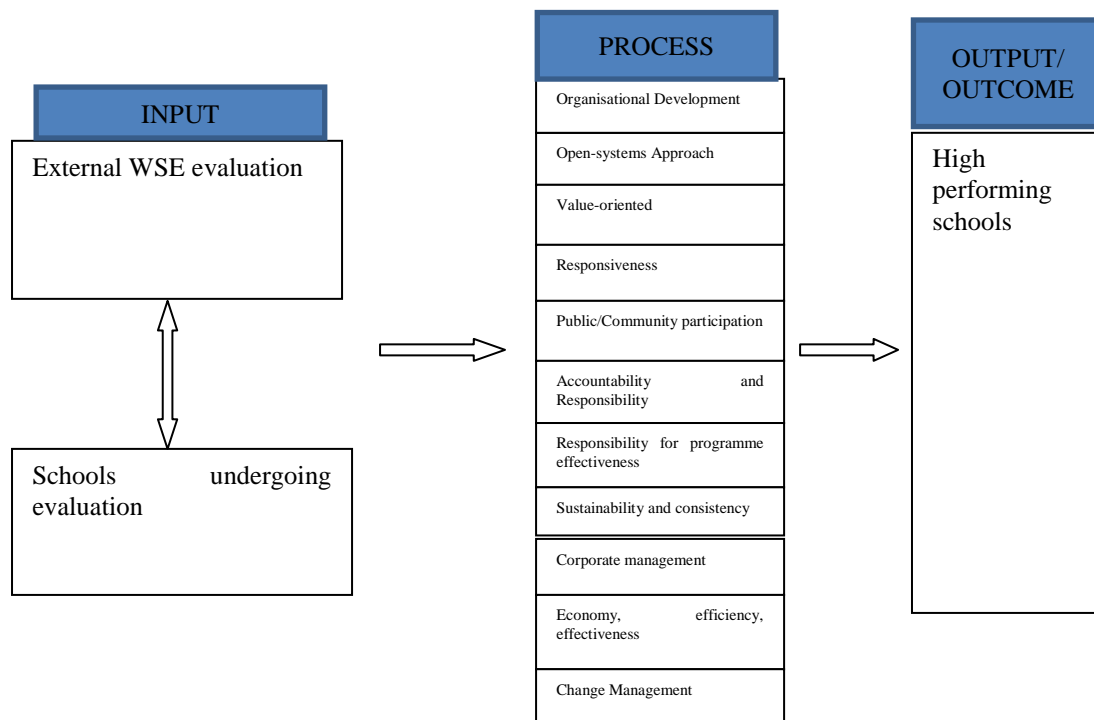 INPUT
External WSE evaluation
Schools undergoing
evaluation
PROCESS
Organisational Development
Open-systems Approach
Value-oriented
Responsiveness
Public/Community participation
Accountability and
Responsibility
Responsibility for programme
effectiveness
Sustainability and consistency
Corporate management
Economy, efficiency,
effectiveness
Change Management
OUTPUT/
OUTCOME
High
performing
schools